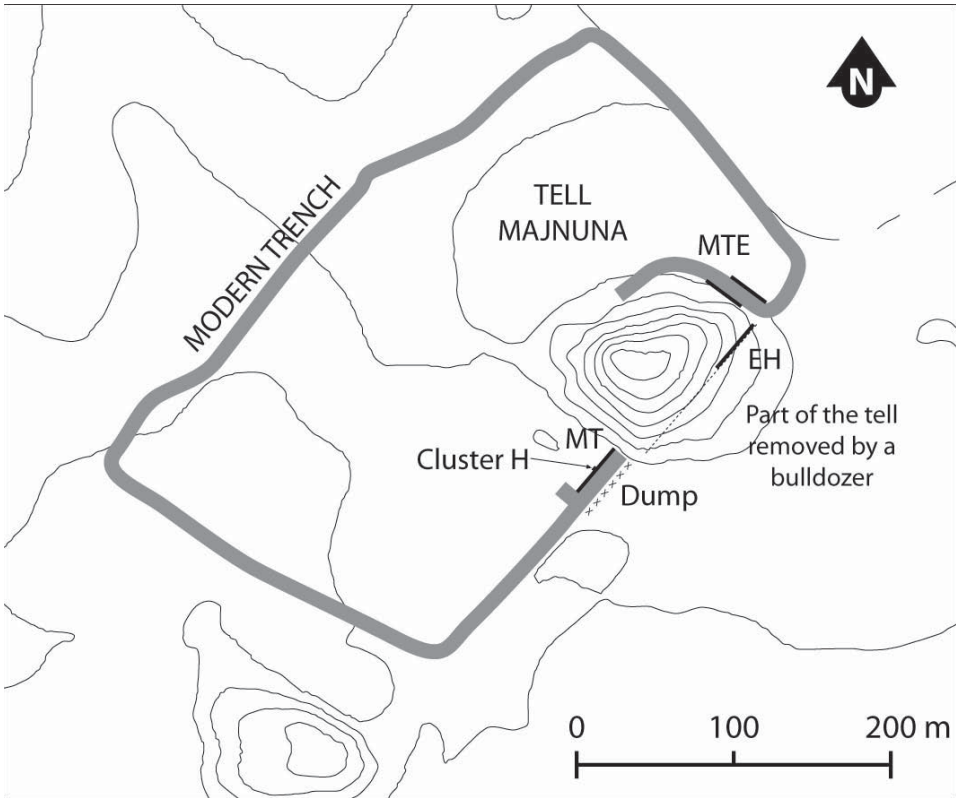 N
TELL
MAJNUNA
MODERN TRENCH
MTE
EH
Part of the tell
removed by a
bulldozer
MT
Cluster H
Dump
0 100 200 m